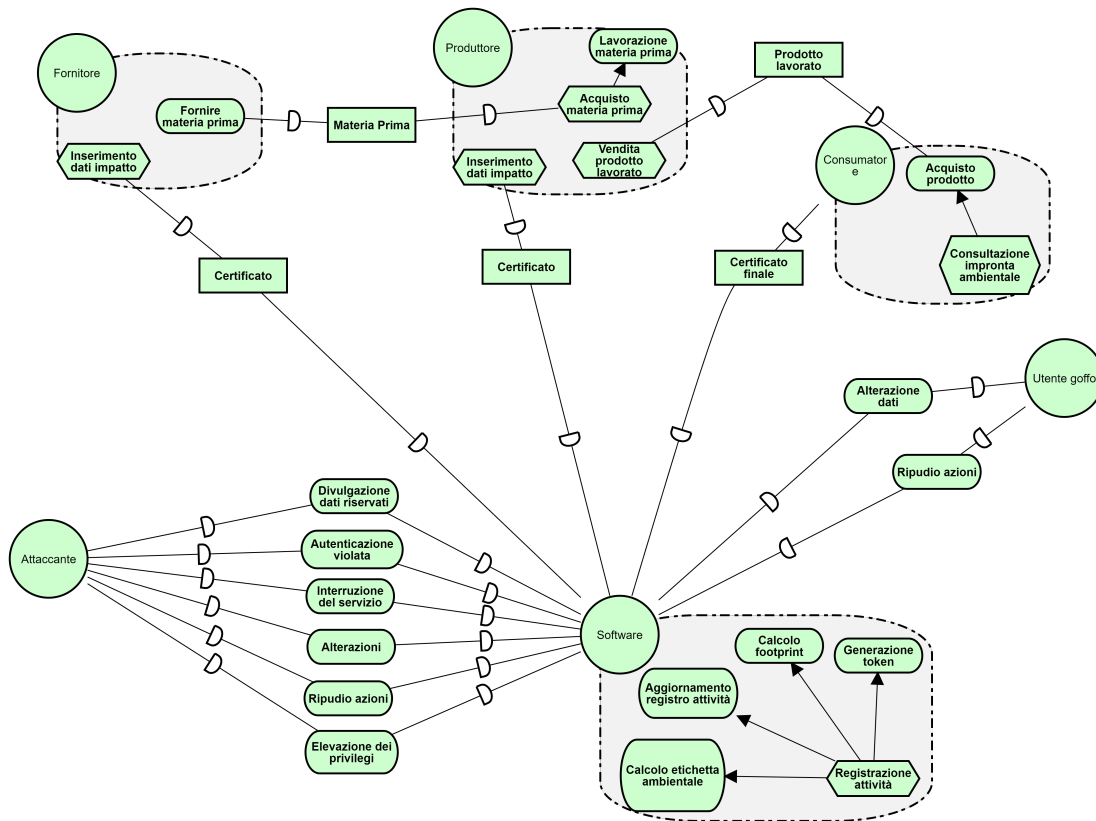 Fornitore
Fornire
materia prima
Inserimento
dati impatto
Materia Prima
Produttore
Lavorazione
materia prima
Acquisto
materia prima
Inserimento
dati impatto
Vendita
prodotto
lavorato
Prodotto
lavorato
Consumator
e
Acquisto
prodotto
Consultazione
impronta
ambientale
Certificato
Certificato
Certificato
finale
Utente goffo
Alterazione
dati
Ripudio azioni
Attaccante
Divulgazione
dati riservati
Autenticazione
violata
Interruzione
del servizio
Alterazioni
Ripudio azioni
Elevazione dei
privilegi
Software
Calcolo
footprint
Generazione
token
Aggiornamento
registro attività
Calcolo etichetta
ambientale
Registrazione
attività